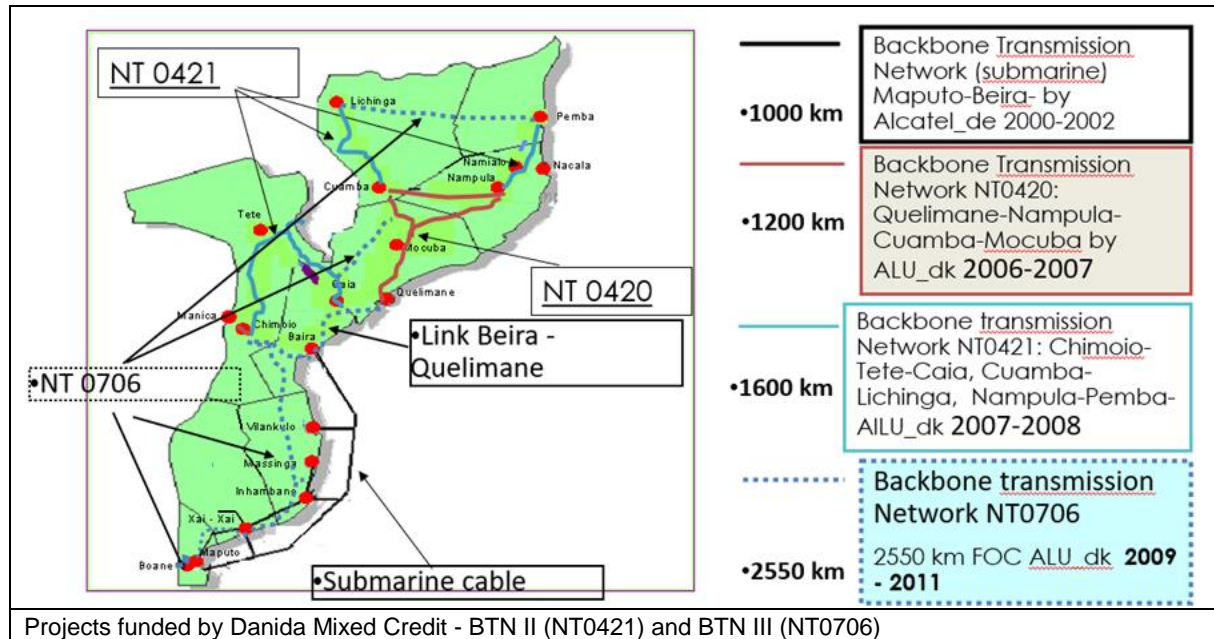 NT 0421
Lichinga
Pemba
Namialo
Nacala
Nampula
Cuamba
Tete
Mocuba
NT 0420
Caia
Quelimane
Manica
Chimoio
Baira
•Link Beira -
Quelimane
•NT 0706
Vilankulo
Massinga
Inhambane
Xai - Xai
Maputo
Boane
•Submarine cable
•1000 km
Backbone Transmission
Network (submarine)
Maputo-Beira- by
Alcatel_de 2000-2002
•1200 km
Backbone Transmission
Network NT0420:
Quelimane-Nampula-
Cuamba-Mocuba by
ALU_dk 2006-2007
•1600 km
Backbone transmission
Network NT0421: Chimoio-
Tete-Caia, Cuamba-
Lichinga, Nampula-Pemba-
AlLU_dk 2007-2008
•2550 km
Backbone transmission
Network NT0706
2550 km FOC ALU_dk 2009
- 2011
Projects funded by Danida Mixed Credit - BTN II (NT0421) and BTN III (NT0706)